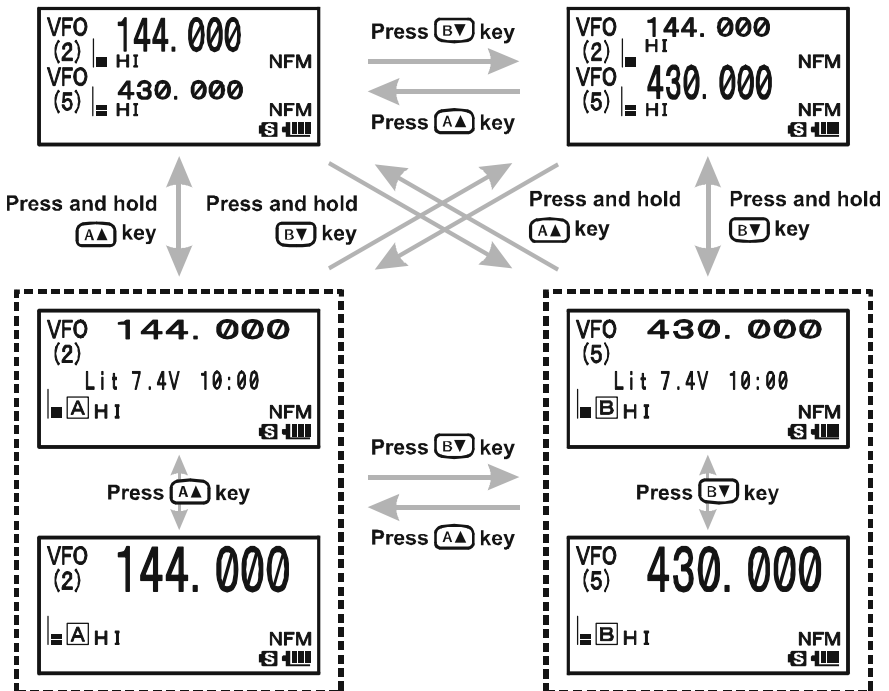 VFO 144. 000
(2) HI NFM
VFO 430. 000
(5) HI NFM
S
Press B▼ key
Press A▲ key
VFO 144. 000
(2) HI NFM
VFO 430. 000
(5) HI NFM
S
Press and hold
A▲ key
Press and hold
B▼ key
Press and hold
A▲ key
Press and hold
B▼ key
VFO 144. 000
(2)
Lit 7.4V 10:00
A HI NFM
S
Press A▲ key
VFO 144. 000
(2)
A HI NFM
S
Press B▼ key
Press A▲ key
VFO 430. 000
(5)
Lit 7.4V 10:00
B HI NFM
S
Press B▼ key
VFO 430. 000
(5)
B HI NFM
S